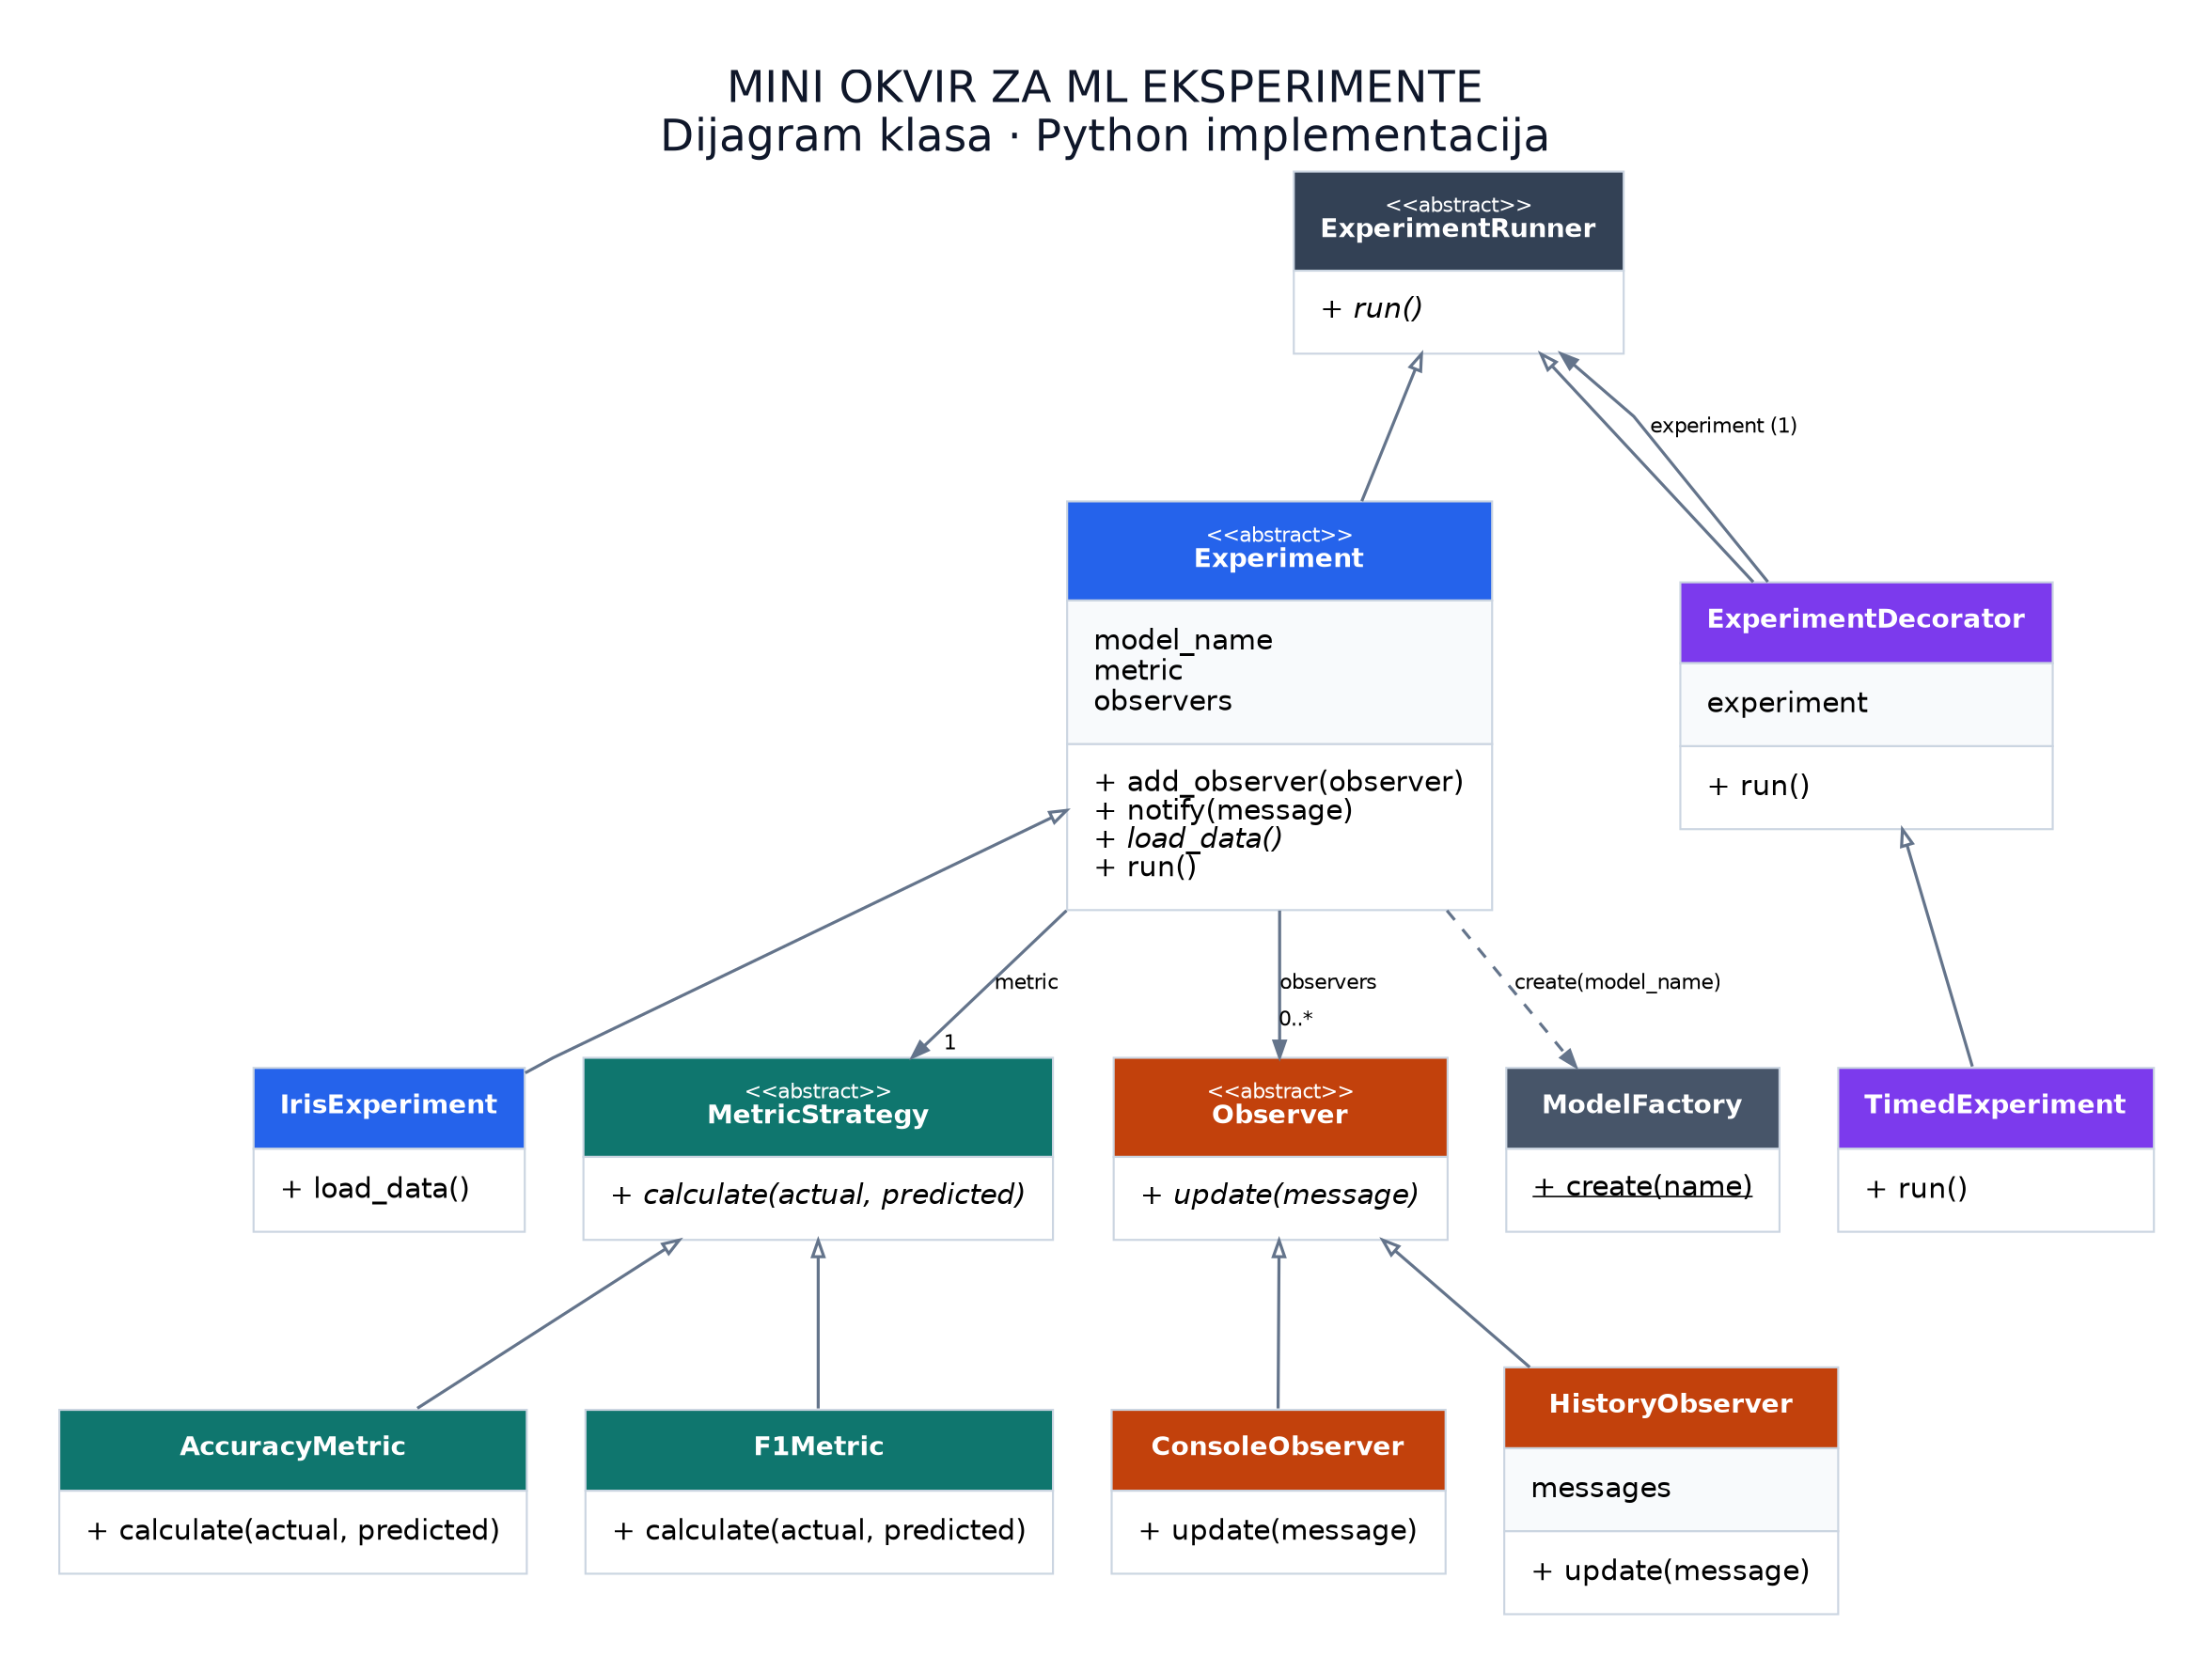 MINI OKVIR ZA ML EKSPERIMENTE
Dijagram klasa · Python implementacija
<<abstract>>
ExperimentRunner
+ run()
experiment (1)
<<abstract>>
Experiment
model_name
metric
observers
+ add_observer(observer)
+ notify(message)
+ load_data()
+ run()
ExperimentDecorator
experiment
+ run()
metric
1
observers
0..*
create(model_name)
IrisExperiment
+ load_data()
<<abstract>>
MetricStrategy
+ calculate(actual, predicted)
<<abstract>>
Observer
+ update(message)
ModelFactory
+ create(name)
TimedExperiment
+ run()
AccuracyMetric
+ calculate(actual, predicted)
F1Metric
+ calculate(actual, predicted)
ConsoleObserver
+ update(message)
HistoryObserver
messages
+ update(message)